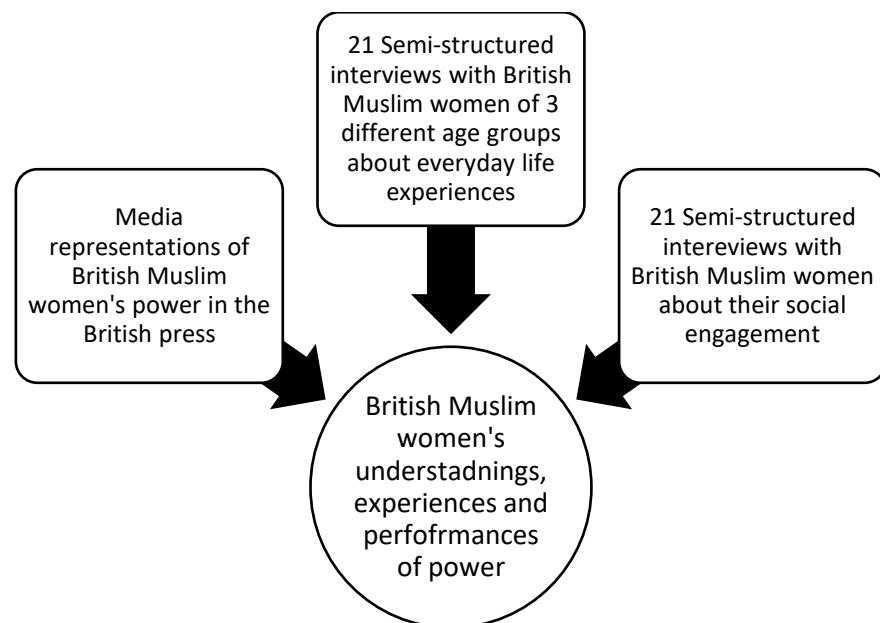 21 Semi-structured
interviews with British
Muslim women of 3
different age groups
about everyday life
experiences
Media
representations of
British Muslim
women's power in the
British press
21 Semi-structured
intereviews with
British Muslim women
about their social
engagement
British Muslim
women's
understadnings,
experiences and
perfofrmances
of power